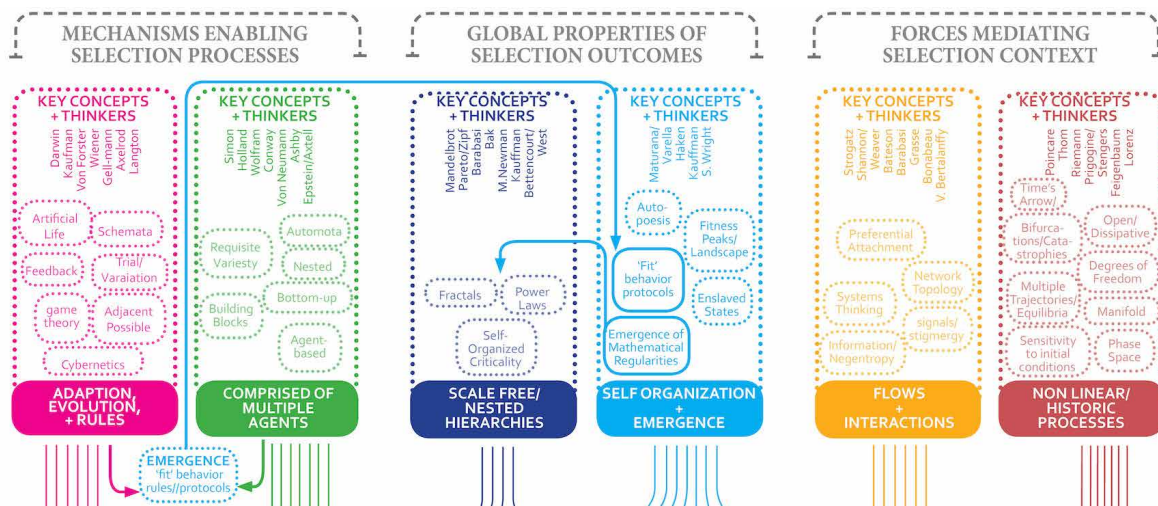 MECHANISMS ENABLING
SELECTION PROCESSES
GLOBAL PROPERTIES OF
SELECTION OUTCOMES
FORCES MEDIATING
SELECTION CONTEXT
KEY CONCEPTS
+ THINKERS
Darwin
Kaufman
Von Forster
Wiener
Gell-mann
Axelrod
Langton
Artificial
Life
Schemata
Feedback
Trial/
Varaiation
game
theory
Adjacent
Possible
Cybernetics
ADAPTION,
EVOLUTION,
+ RULES
KEY CONCEPTS
+ THINKERS
Simon
Holland
Wolfram
Conway
Von Neumann
Ashby
Epstein/Axtell
Automota
Requisite
Variesty
Nested
Bottom-up
Building
Blocks
Agent-
based
COMPRISED OF
MULTIPLE
AGENTS
EMERGENCE
'fit' behavior
rules//protocols
KEY CONCEPTS
+ THINKERS
Mandelbrot
Pareto/Zipf
Barabasi
Bak
M.Newmann
Kauffman
Bettencourt/
West
Fractals
Power
Laws
Self-
Organized
Criticality
SCALE FREE/
NESTED
HIERARCHIES
KEY CONCEPTS
+ THINKERS
Maturana/
Varella
Haken
Kauffman
S. Wright
Auto-
poesis
Fitness
Peaks/
Landscape
'Fit'
behavior
protocols
Enslaved
States
Emergence of
Mathematical
Regularities
SELF ORGANIZATION
+
EMERGENCE
KEY CONCEPTS
+ THINKERS
Strogatz
Shannon/
Weaver
Bateson
Barabasi
Grasse
Bonabeau
V. Bertalanffy
Preferential
Attachment
Network
Topology
Systems
Thinking
signals/
stigmergy
Information/
Negentropy
FLOWS
+
INTERACTIONS
KEY CONCEPTS
+ THINKERS
Poincare
Thom
Riemann
Prigogine/
Stengers
Feigenbaum
Lorenz
Time's
Arrow/
Open/
Dissipative
Bifurca-
tions/Cata-
strophies
Degrees of
Freedom
Multiple
Trajectories/
Equilibria
Manifold
Sensitivity
to initial
conditions
Phase
Space
NON LINEAR/
HISTORIC
PROCESSES